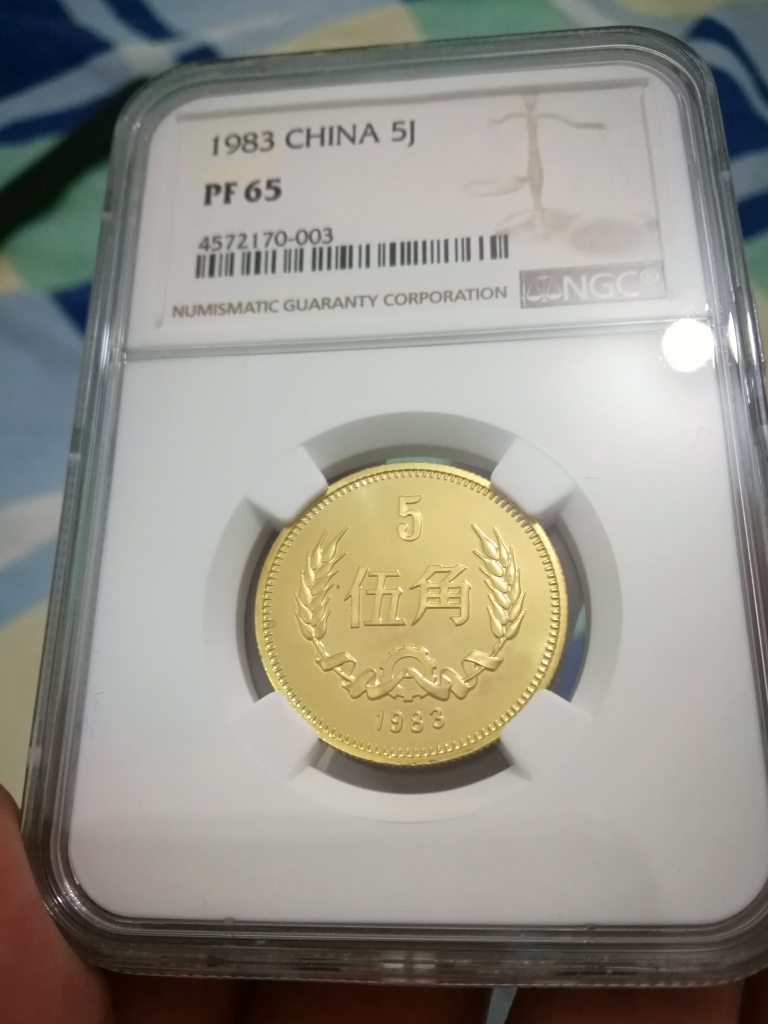 1983 CHINA 5J
PF 65
4572170-003
NUMISMATIC GUARANTY CORPORATION
NGC®
5
伍角
1983